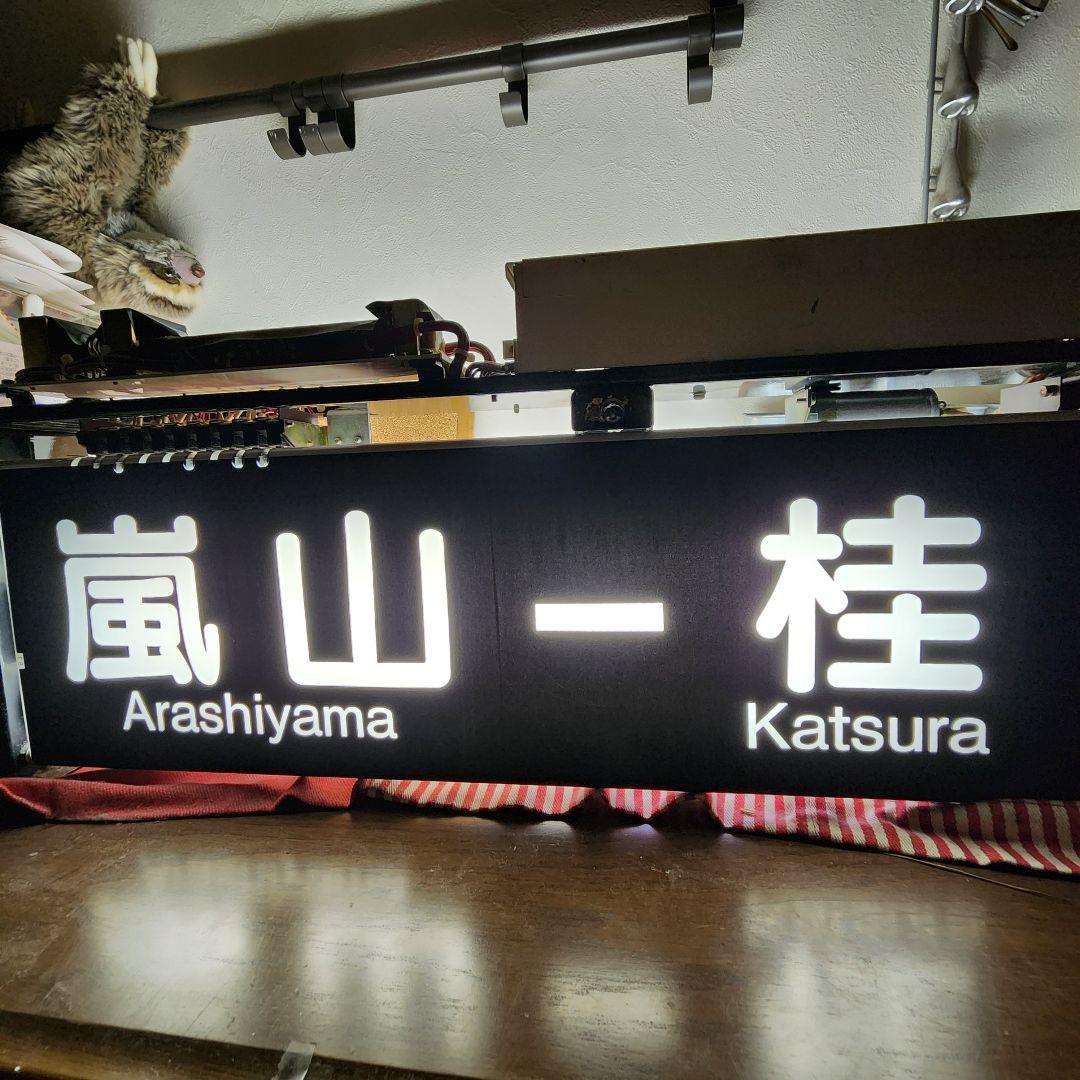 嵐山ー桂
Arashiyama Katsura